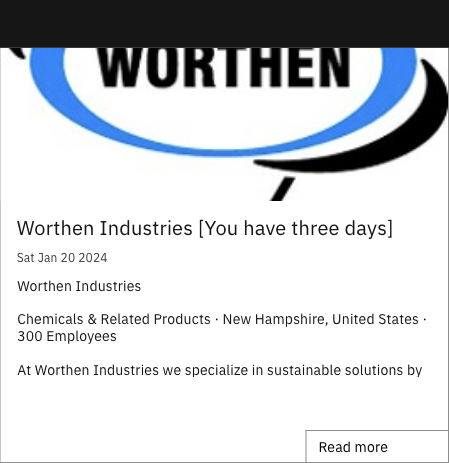 WORTHEN
Worthen Industries [You have three days]
Sat Jan 20 2024
Worthen Industries
Chemicals & Related Products · New Hampshire, United States ·
300 Employees
At Worthen Industries we specialize in sustainable solutions by
Read more